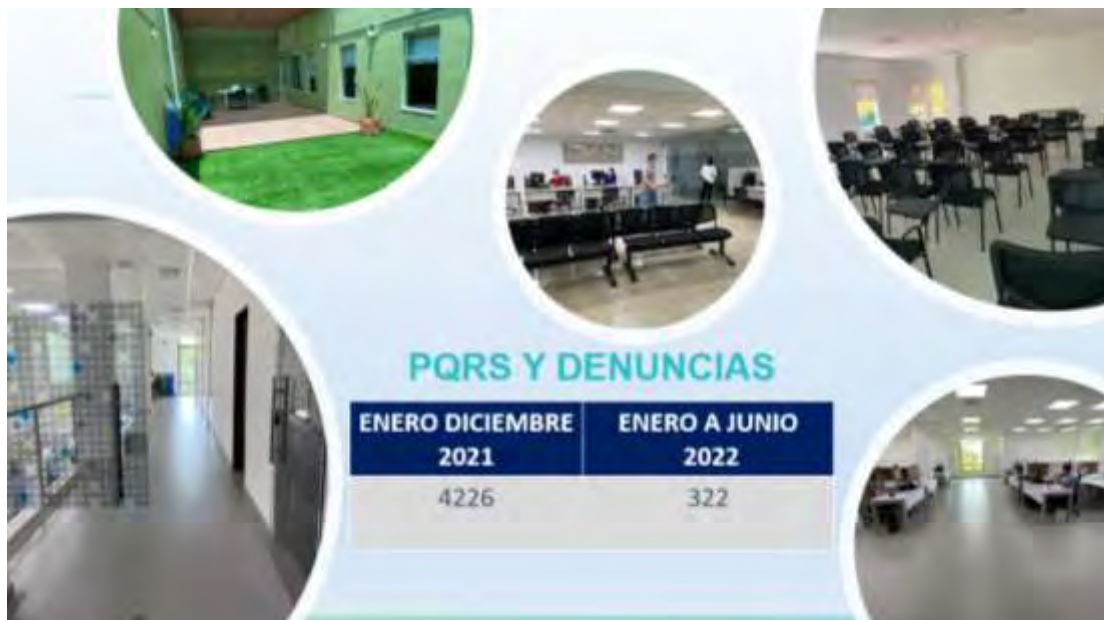 PQRS Y DENUNCIAS
ENERO DICIEMBRE 2021
ENERO A JUNIO 2022
4226
322